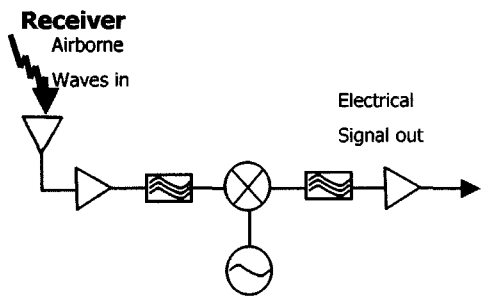 Receiver
Airborne
Waves in
Electrical
Signal out